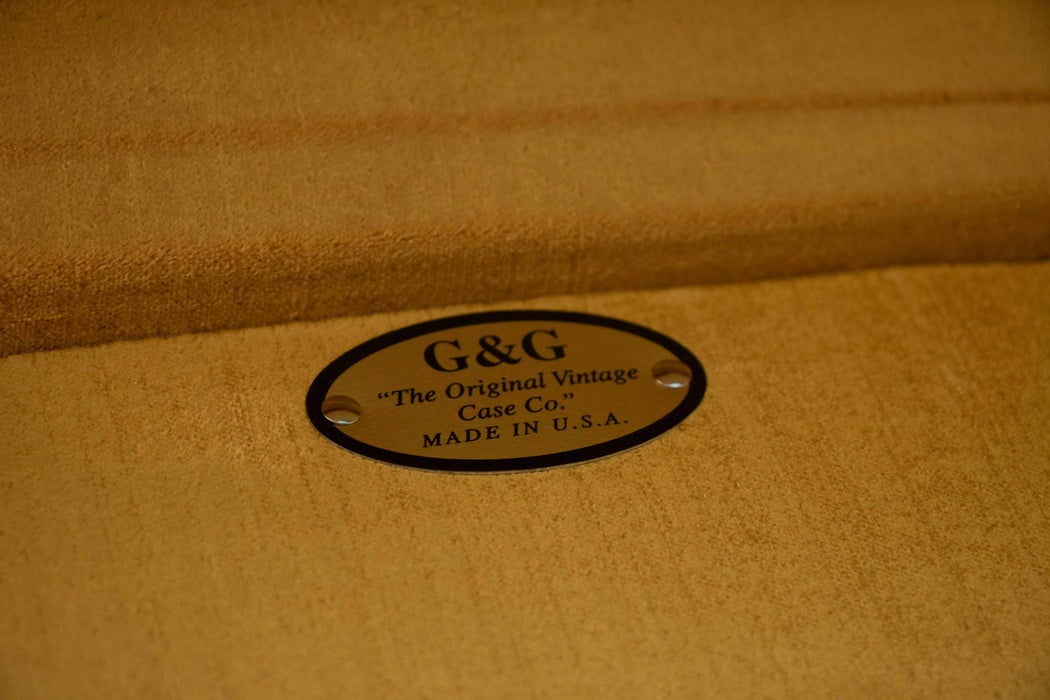 G&G
“The Original Vintage
Case Co.”
MADE IN U.S.A.